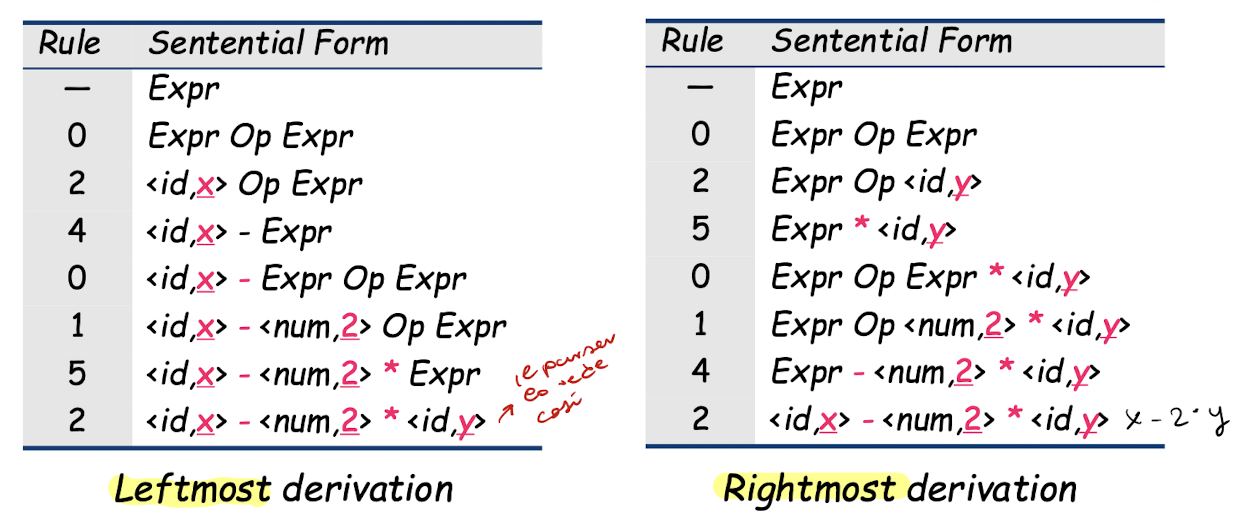 Rule Sentential Form
— Expr
0 Expr Op Expr
2 <id,x> Op Expr
4 <id,x> - Expr
0 <id,x> - Expr Op Expr
1 <id,x> - <num,2> Op Expr
5 <id,x> - <num,2> * Expr
2 <id,x> - <num,2> * <id,y>
il parser
lo vede
così
Leftmost derivation
Rule Sentential Form
— Expr
0 Expr Op Expr
2 Expr Op <id,y>
5 Expr * <id,y>
0 Expr Op Expr * <id,y>
1 Expr Op <num,2> * <id,y>
4 Expr - <num,2> * <id,y>
2 <id,x> - <num,2> * <id,y> x - 2 · y
Rightmost derivation